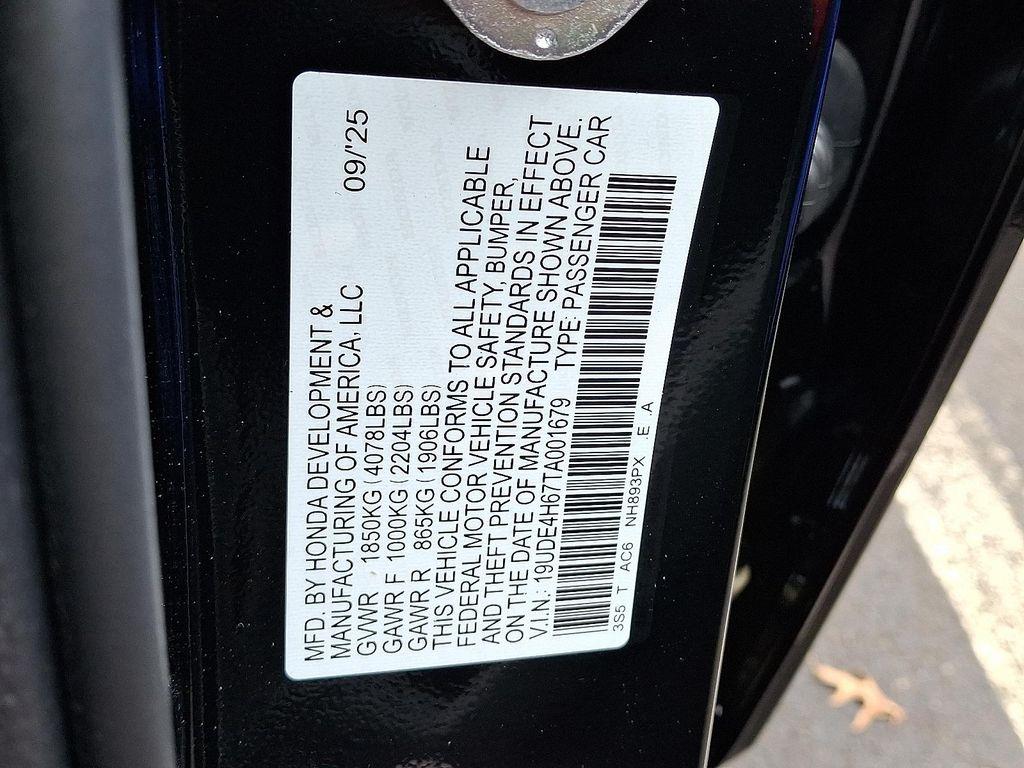 MFD. BY HONDA DEVELOPMENT &
MANUFACTURING OF AMERICA, LLC 09/'25
GVWR 1850KG (4078LBS)
GAWR F 1000KG (2204LBS)
GAWR R 865KG (1906LBS)
THIS VEHICLE CONFORMS TO ALL APPLICABLE
FEDERAL MOTOR VEHICLE SAFETY, BUMPER,
AND THEFT PREVENTION STANDARDS IN EFFECT
ON THE DATE OF MANUFACTURE SHOWN ABOVE.
V.I.N.: 19UDE4H67TA001679 TYPE: PASSENGER CAR
3S5 T AC6 NH893PX E A